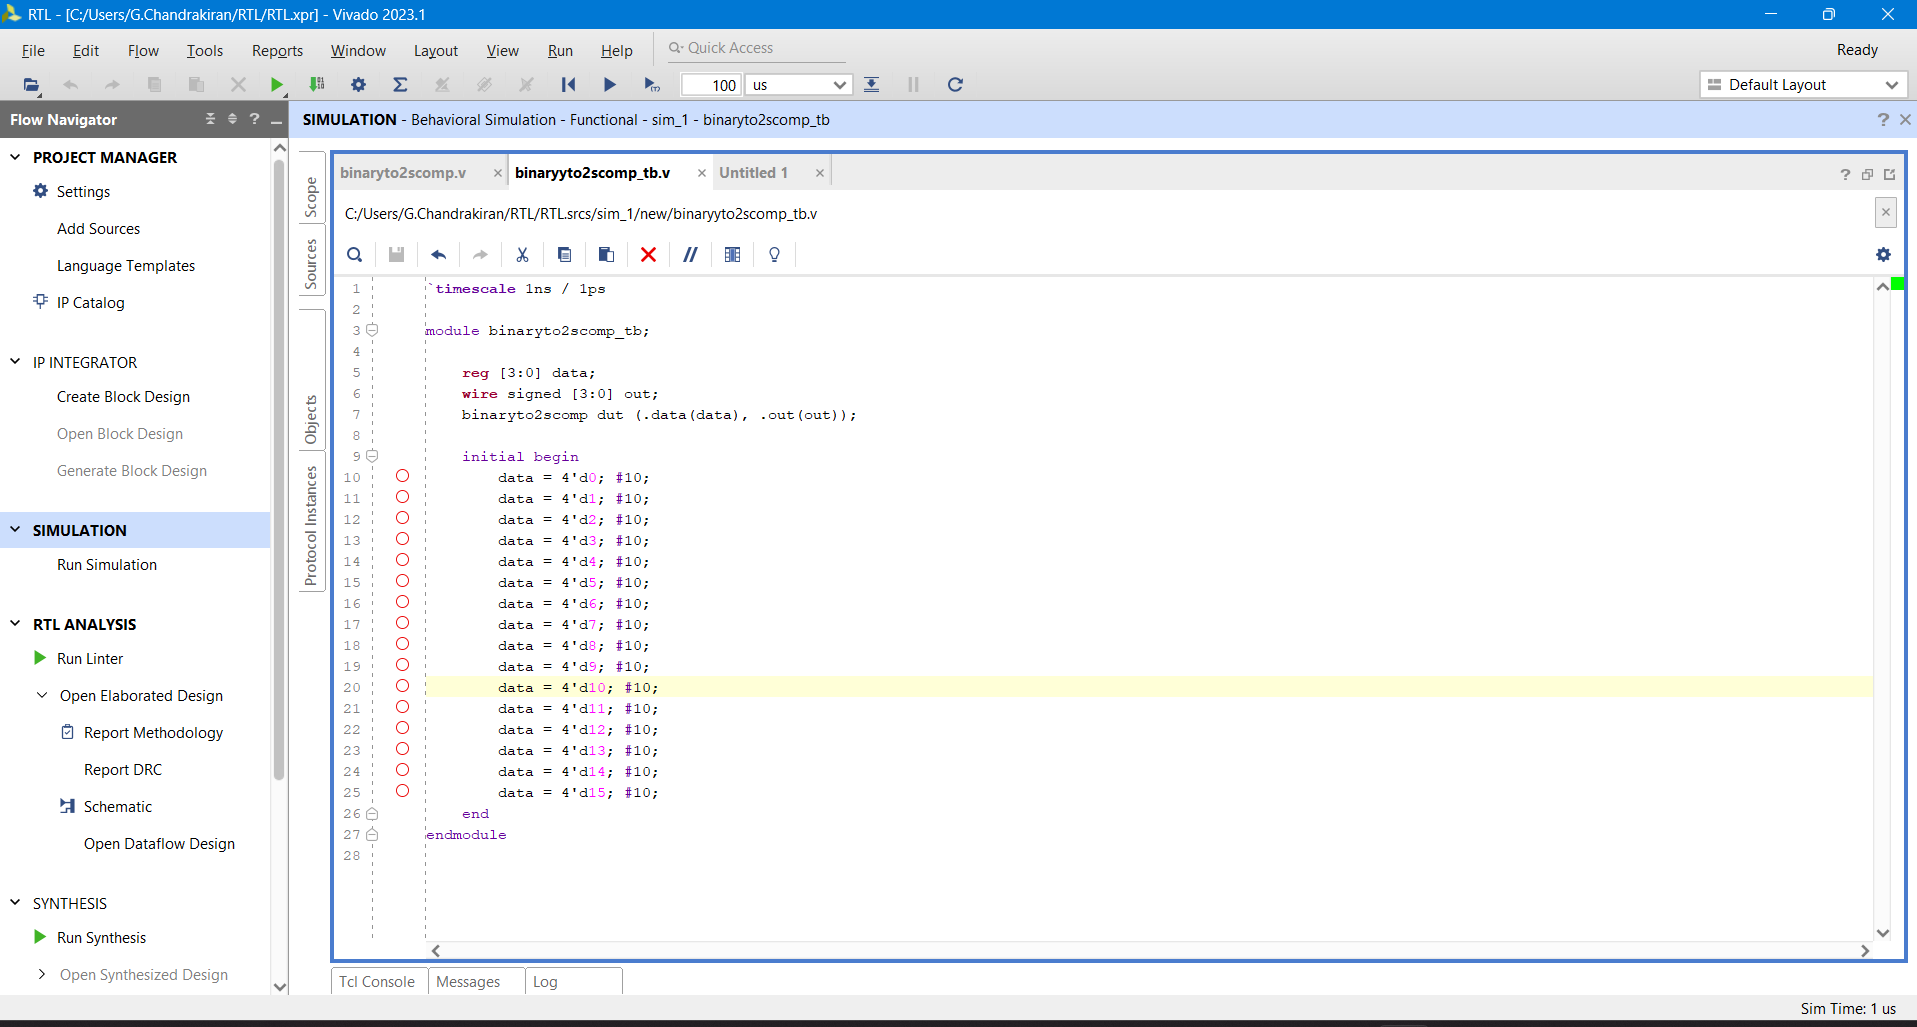 RTL - [C:/Users/G.Chandrakiran/RTL/RTL.xpr] - Vivado 2023.1
File Edit Flow Tools Reports Window Layout View Run Help Quick Access Ready
100 us Default Layout
Flow Navigator
SIMULATION - Behavioral Simulation - Functional - sim_1 - binaryto2scomp_tb
PROJECT MANAGER
Settings
Add Sources
Language Templates
IP Catalog
IP INTEGRATOR
Create Block Design
Open Block Design
Generate Block Design
SIMULATION
Run Simulation
RTL ANALYSIS
Run Linter
Open Elaborated Design
Report Methodology
Report DRC
Schematic
Open Dataflow Design
SYNTHESIS
Run Synthesis
Open Synthesized Design
Scope
Sources
Objects
Protocol Instances
binaryto2scomp.v binaryyto2scomp_tb.v Untitled 1
C:/Users/G.Chandrakiran/RTL/RTL.srcs/sim_1/new/binaryyto2scomp_tb.v
1 `timescale 1ns / 1ps
2
3 module binaryto2scomp_tb;
4
5 reg [3:0] data;
6 wire signed [3:0] out;
7 binaryto2scomp dut (.data(data), .out(out));
8
9 initial begin
10 data = 4'd0; #10;
11 data = 4'd1; #10;
12 data = 4'd2; #10;
13 data = 4'd3; #10;
14 data = 4'd4; #10;
15 data = 4'd5; #10;
16 data = 4'd6; #10;
17 data = 4'd7; #10;
18 data = 4'd8; #10;
19 data = 4'd9; #10;
20 data = 4'd10; #10;
21 data = 4'd11; #10;
22 data = 4'd12; #10;
23 data = 4'd13; #10;
24 data = 4'd14; #10;
25 data = 4'd15; #10;
26 end
27 endmodule
28
Tcl Console Messages Log
Sim Time: 1 us